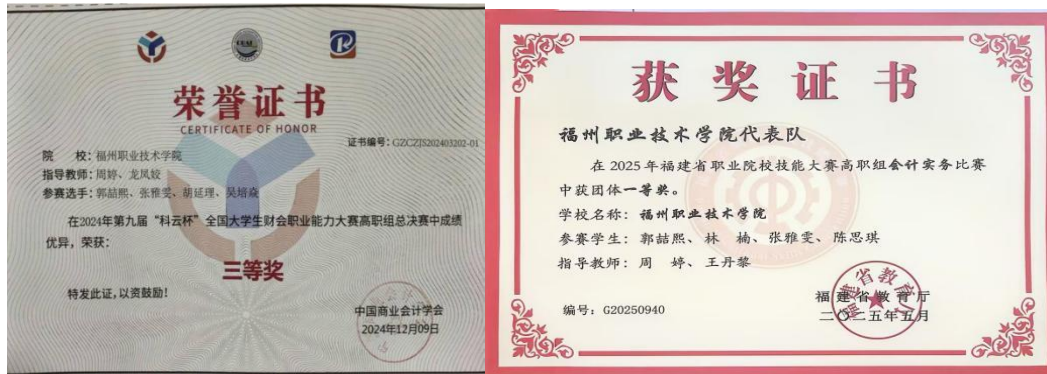 荣誉证书
CERTIFICATE OF HONOR
证书编号：GZCZJS202403202-01
院　　校：福州职业技术学院
指导教师：周婷、龙凤姣
参赛选手：郭喆熙、张雅雯、胡延理、吴培焱
在2024年第九届“科云杯”全国大学生财会职业能力大赛高职组总决赛中成绩
优异，荣获：
三等奖
特发此证，以资鼓励！
中国商业会计学会
2024年12月09日
获奖证书
福州职业技术学院代表队
在2025年福建省职业院校技能大赛高职组会计实务比赛
中获团体一等奖。
学校名称：福州职业技术学院
参赛学生：郭喆熙、林　楠、张雅雯、陈思琪
指导教师：周　婷、王丹黎
福建省教育厅
编号：G20250940
二〇二五年五月